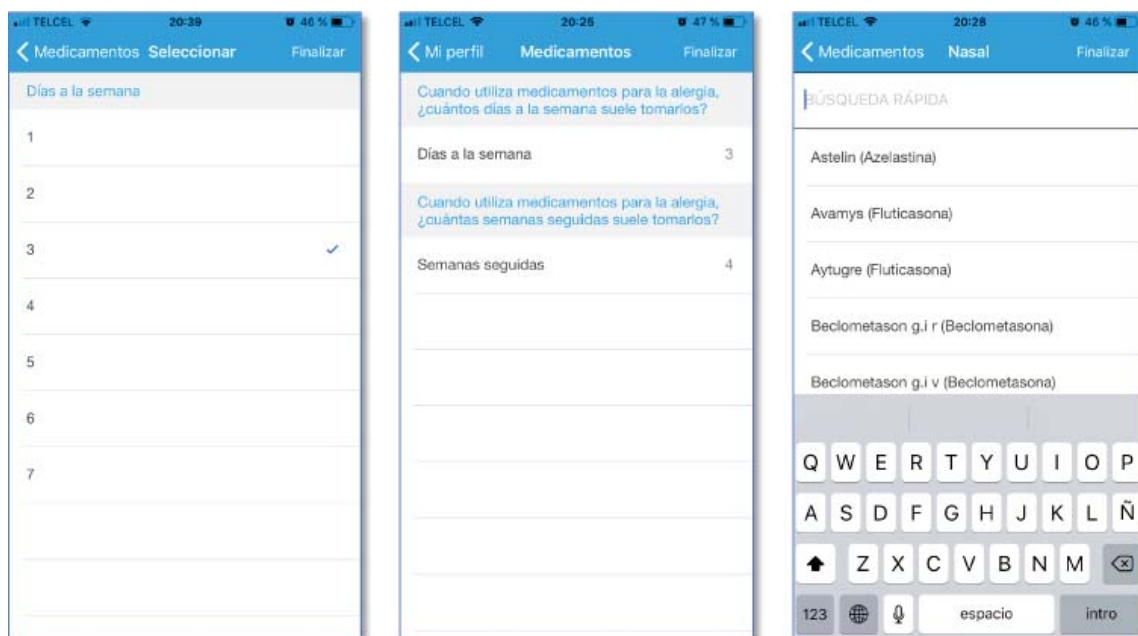 TELCEL 20:39 46 %
Medicamentos Seleccionar Finalizar
Días a la semana
1
2
3
4
5
6
7
TELCEL 20:26 47 %
Mi perfil Medicamentos Finalizar
Cuando utiliza medicamentos para la alergia,
¿cuántos días a la semana suele tomarlos?
Días a la semana 3
Cuando utiliza medicamentos para la alergia,
¿cuántas semanas seguidas suele tomarlos?
Semanas seguidas 4
TELCEL 20:28 46 %
Medicamentos Nasal Finalizar
BÚSQUEDA RÁPIDA
Astelin (Azelastina)
Avamys (Fluticasona)
Aytugre (Fluticasona)
Beclometason g.i r (Beclometasona)
Beclometason g.i v (Beclometasona)
Q W E R T Y U I O P
A S D F G H J K L Ñ
Z X C V B N M
123 espacio intro